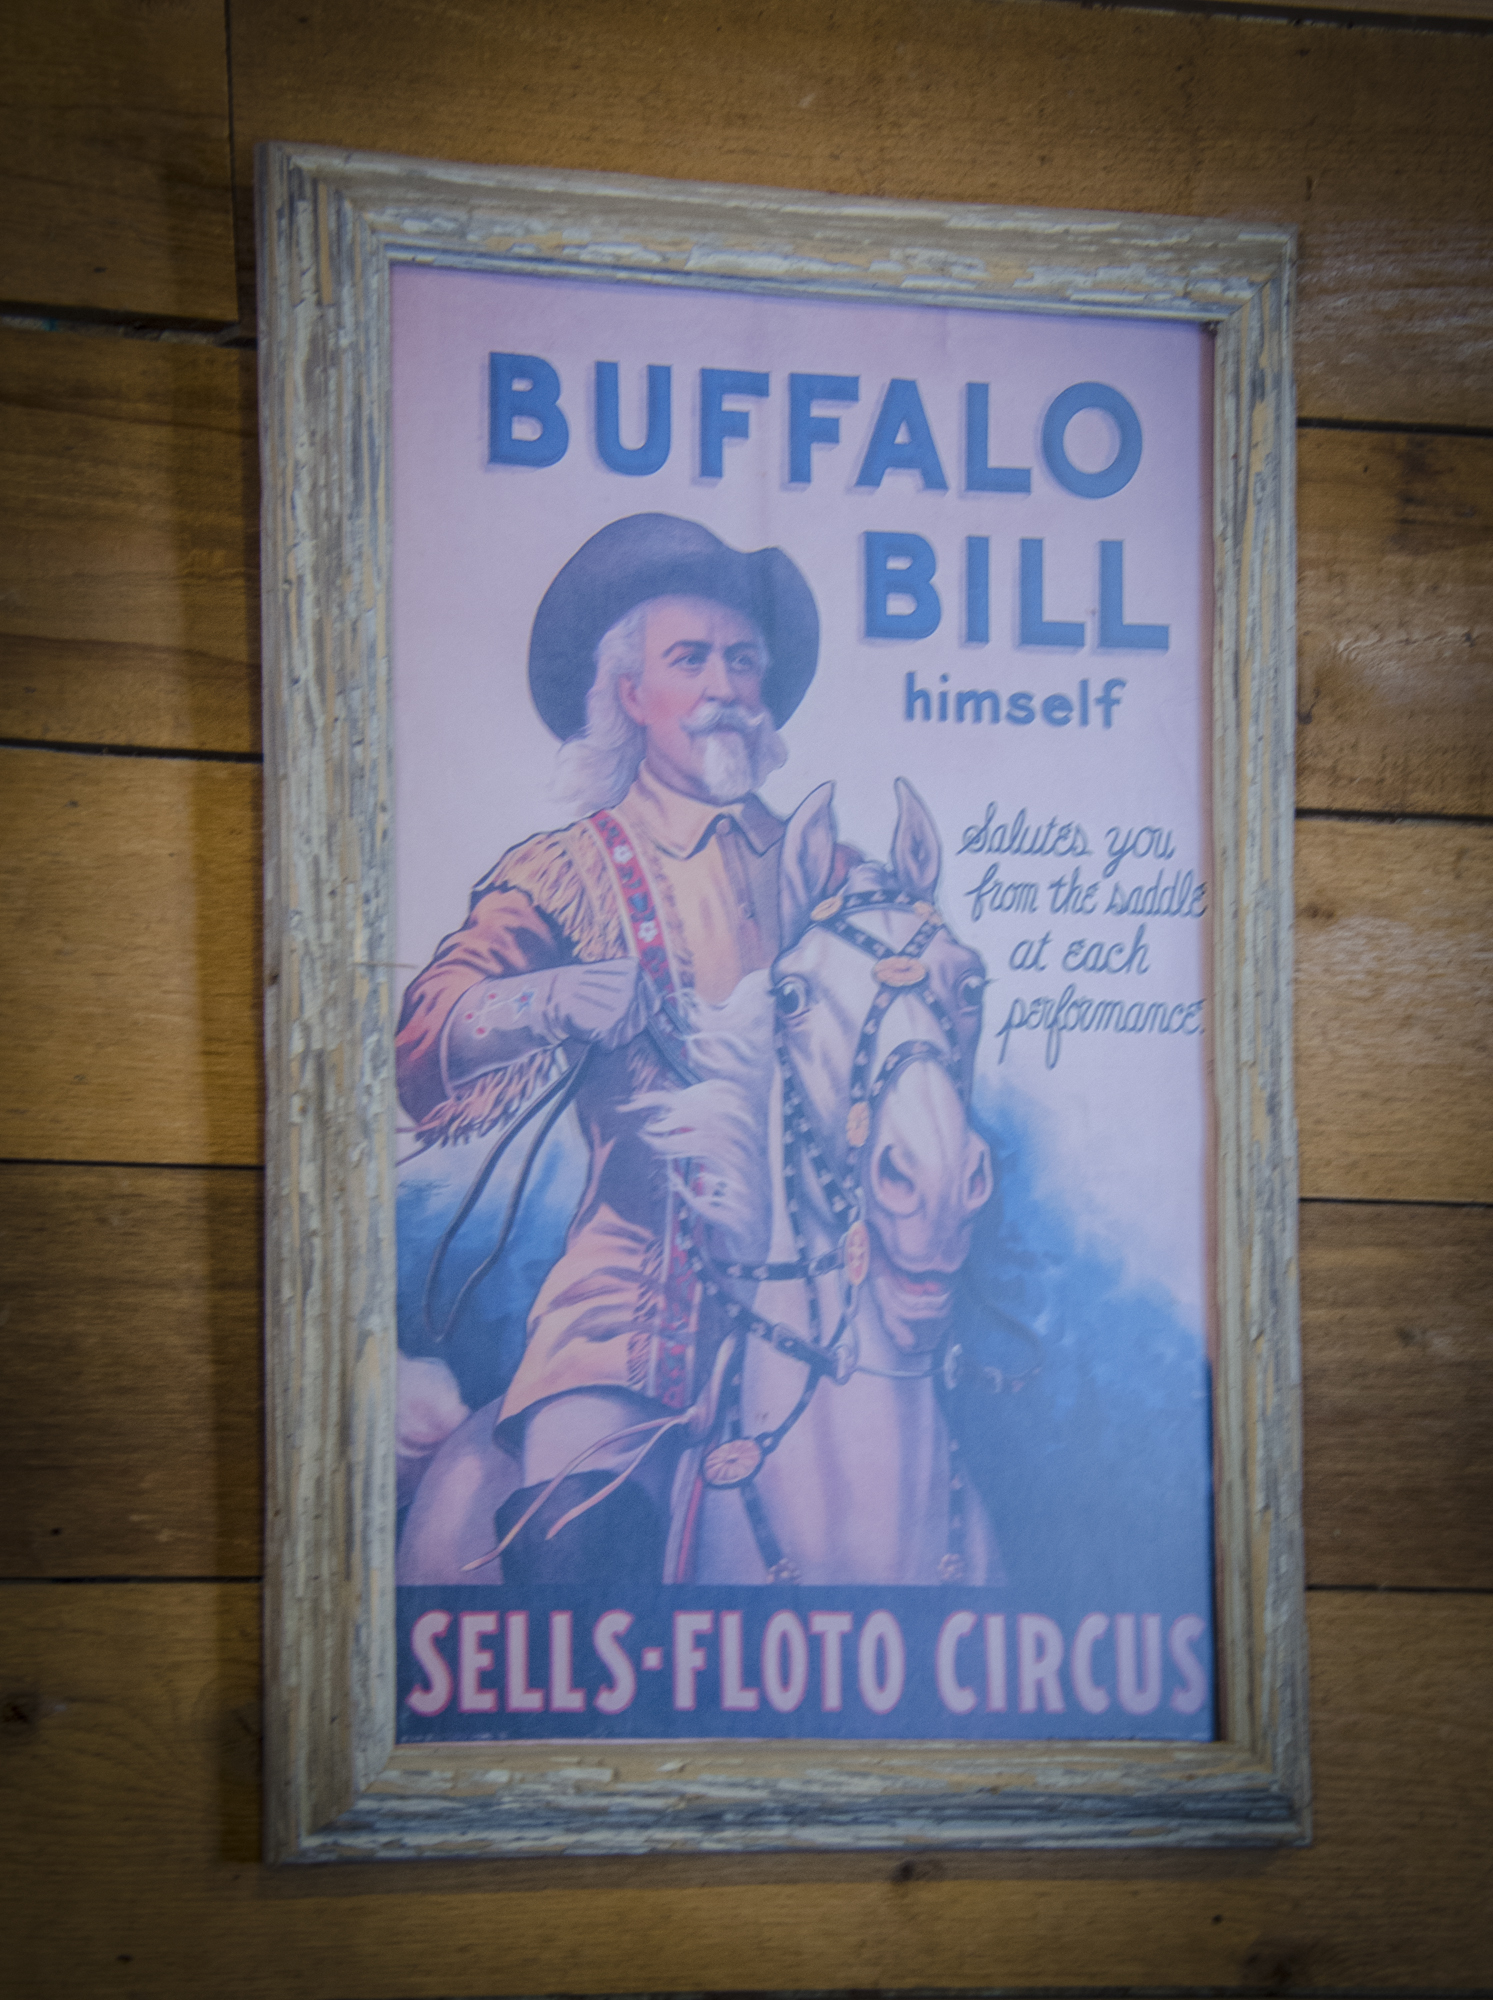 BUFFALO
BILL
himself
Salutes you
from the saddle
at each
performance.
SELLS-FLOTO CIRCUS